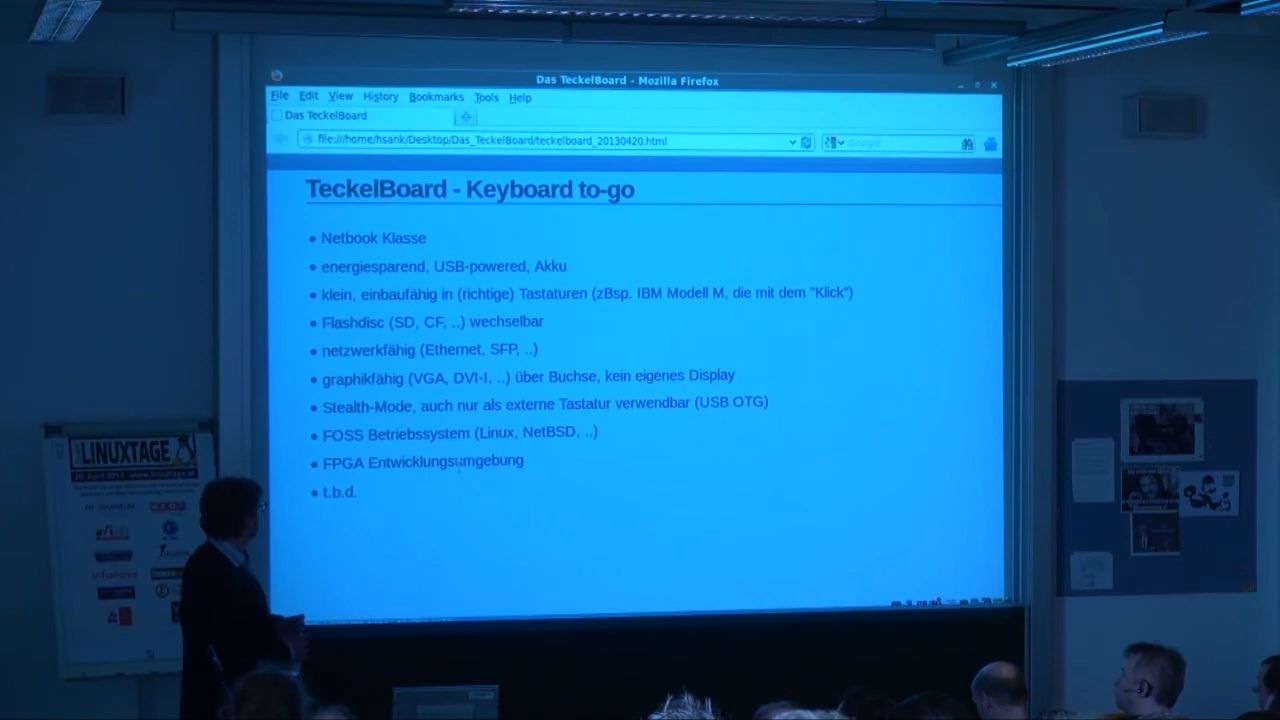 Das TeckelBoard - Mozilla Firefox
File Edit View History Bookmarks Tools Help
Das TeckelBoard
file:///home/hsank/Desktop/Das_TeckelBoard/teckelboard_20130420.html
Google
TeckelBoard - Keyboard to-go
• Netbook Klasse
• energiesparend, USB-powered, Akku
• klein, einbaufähig in (richtige) Tastaturen (zBsp. IBM Modell M, die mit dem "Klick")
• Flashdisc (SD, CF, ..) wechselbar
• netzwerkfähig (Ethernet, SFP, ..)
• graphikfähig (VGA, DVI-I, ..) über Buchse, kein eigenes Display
• Stealth-Mode, auch nur als externe Tastatur verwendbar (USB OTG)
• FOSS Betriebssystem (Linux, NetBSD, ..)
• FPGA Entwicklungsumgebung
• t.b.d.
LINUXTAGE